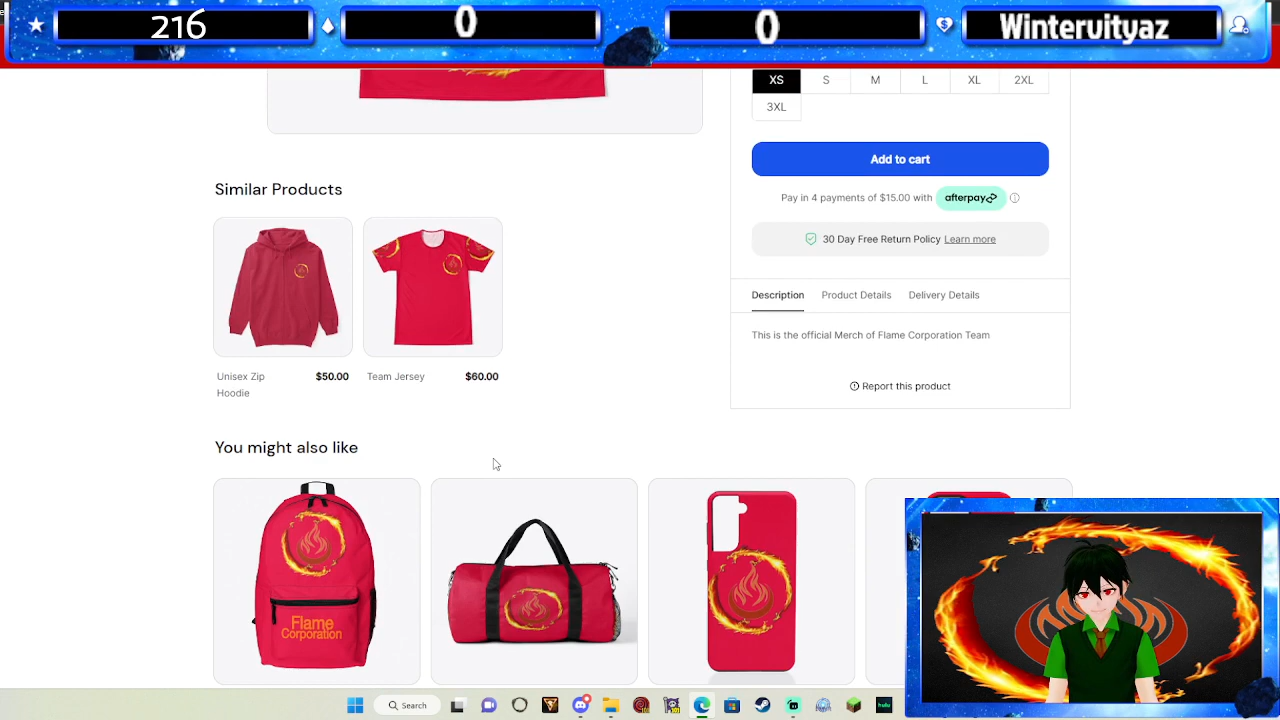 216
0
0
Winteruityaz
XS S M L XL 2XL
3XL
Add to cart
Pay in 4 payments of $15.00 with afterpay
30 Day Free Return Policy Learn more
Similar Products
Description Product Details Delivery Details
This is the official Merch of Flame Corporation Team
Report this product
Unisex Zip Hoodie $50.00
Team Jersey $60.00
You might also like
Flame
Corporation
Search
hulu